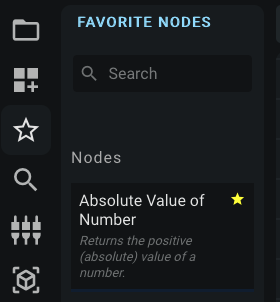 FAVORITE NODES
Search
Nodes
Absolute Value of
Number
Returns the positive
(absolute) value of a
number.